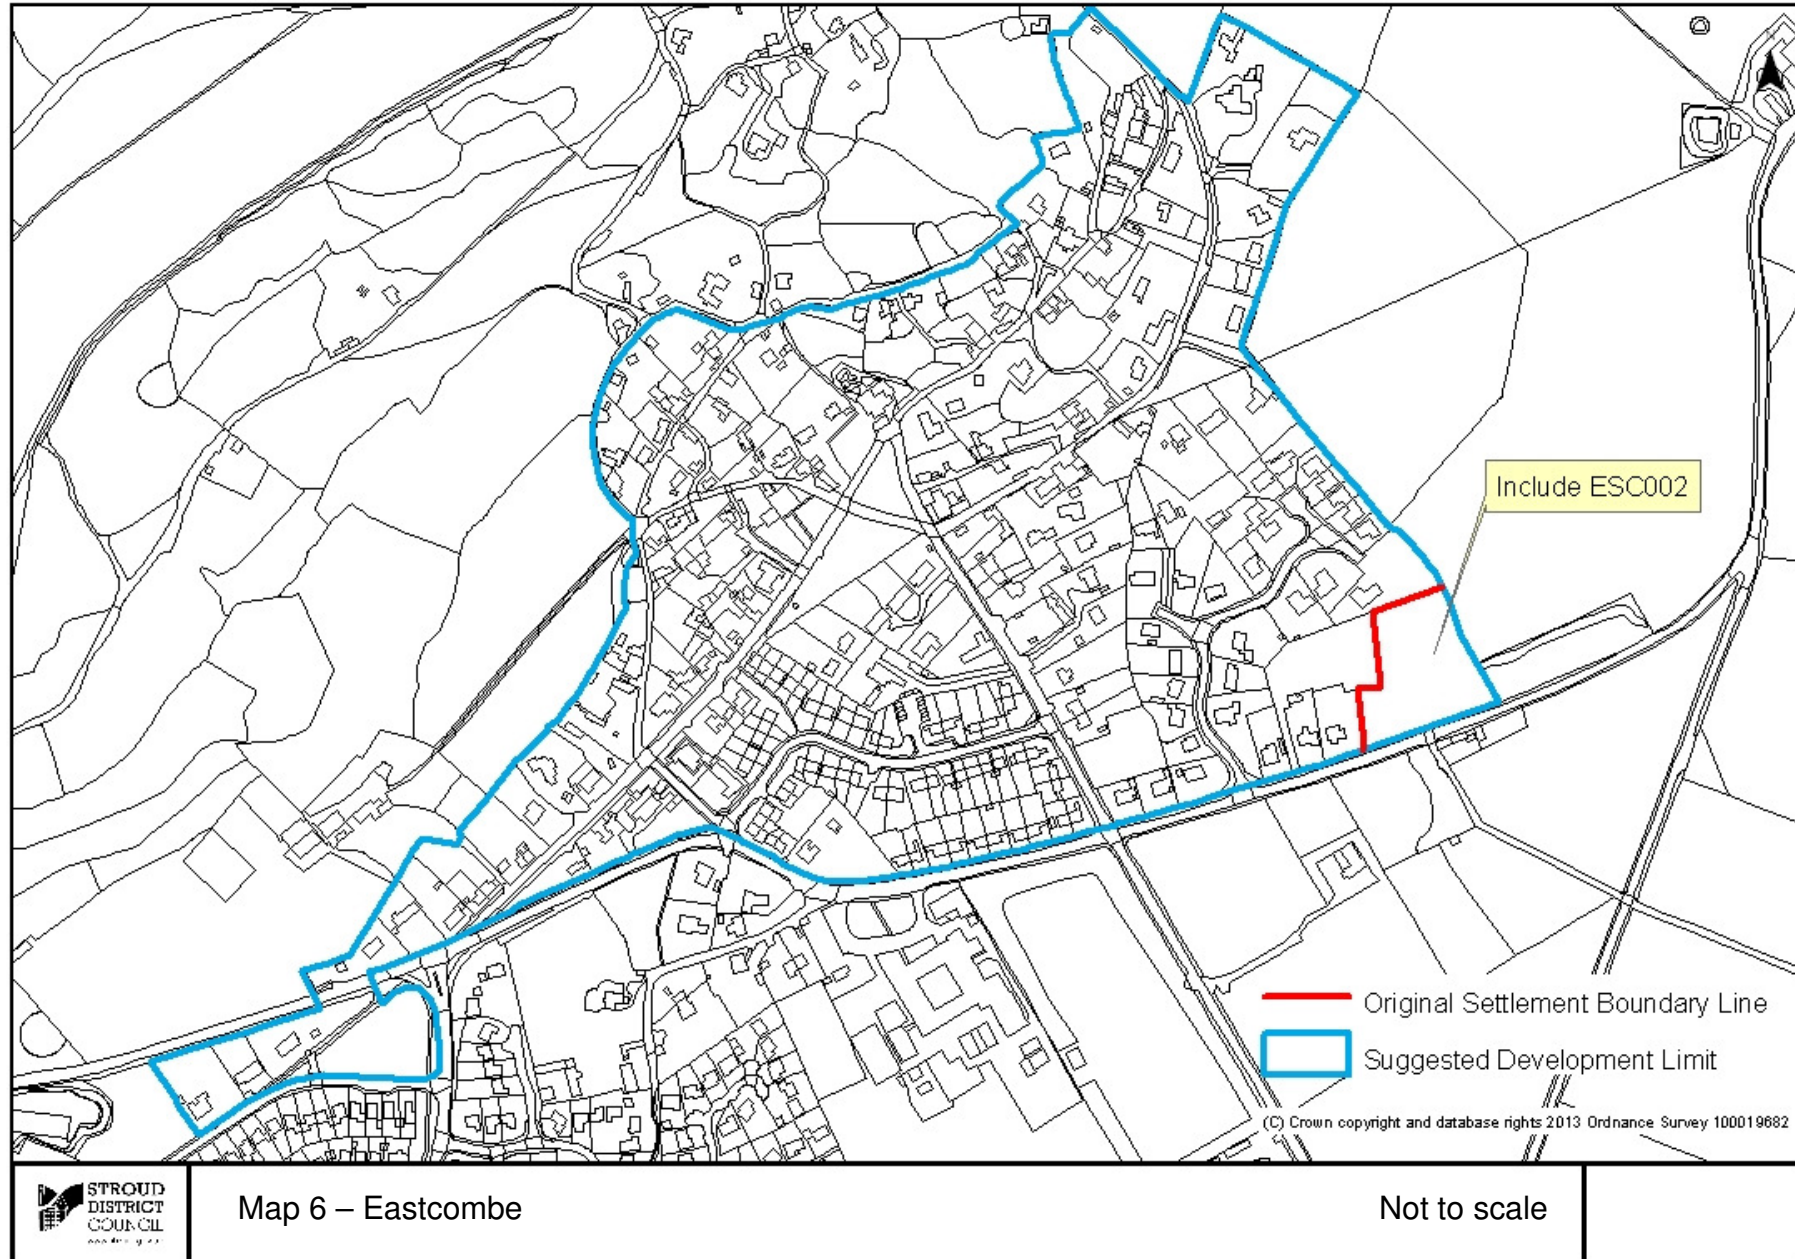 Include ESC002
Original Settlement Boundary Line
Suggested Development Limit
(C) Crown copyright and database rights 2013 Ordnance Survey 100019682
STROUD
DISTRICT
COUNCIL
Map 6 – Eastcombe
Not to scale